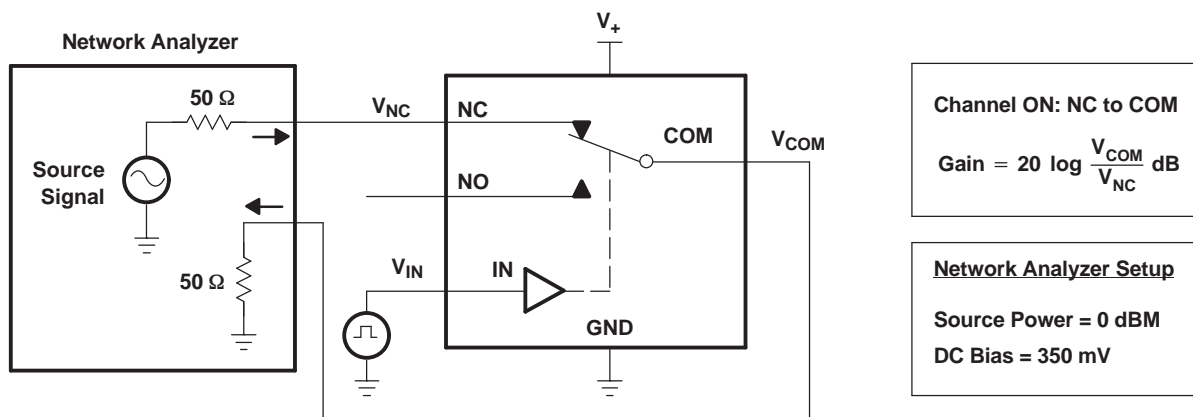 V+
Network Analyzer
50 Ω
VNC
NC
COM
VCOM
Source
Signal
NO
50 Ω
VIN
IN
GND
Channel ON: NC to COM
Gain = 20 log VCOM/VNC dB
Network Analyzer Setup
Source Power = 0 dBM
DC Bias = 350 mV